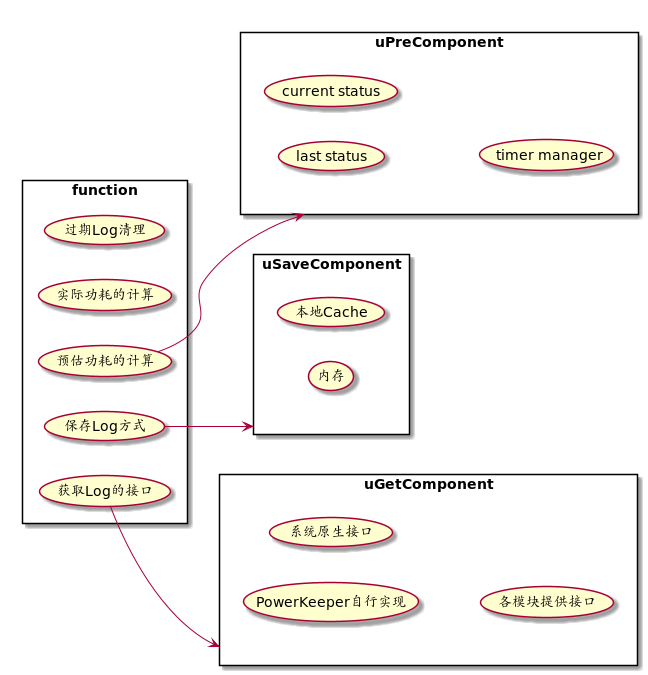 uPreComponent
current status
last status
timer manager
function
过期Log清理
实际功耗的计算
预估功耗的计算
保存Log方式
获取Log的接口
uSaveComponent
本地Cache
内存
uGetComponent
系统原生接口
PowerKeeper自行实现
各模块提供接口